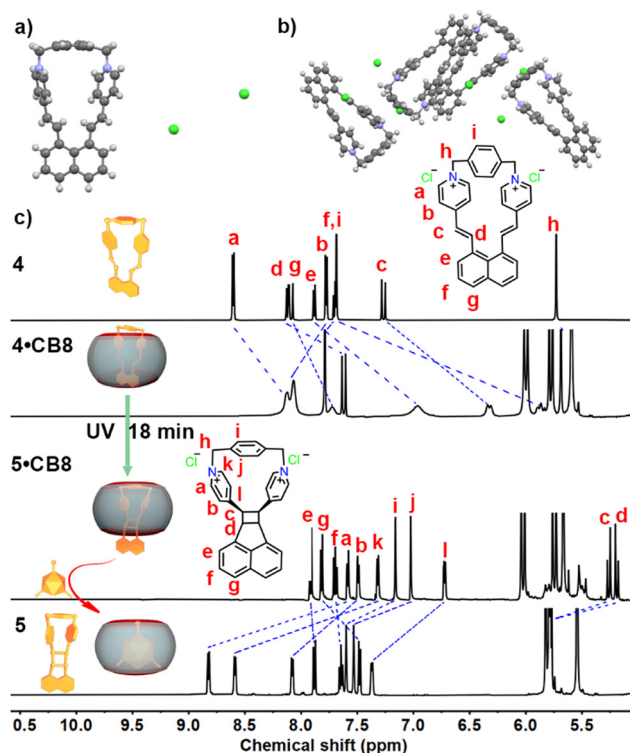 a)
b)
i
h
Cl⁻
Cl⁻
N⁺
N⁺
a
b
c
d
e
f
g
c)
4
a
d
g
e
b
f,i
c
h
4•CB8
UV 18 min
h
i
Cl⁻
Cl⁻
k
j
N⁺
N⁺
a
l
b
c
d
e
f
g
5•CB8
e
g
f
a
b
k
i
j
l
c
d
5
0.5
10.0
9.5
9.0
8.5
8.0
7.5
7.0
6.5
6.0
5.5
Chemical shift (ppm)